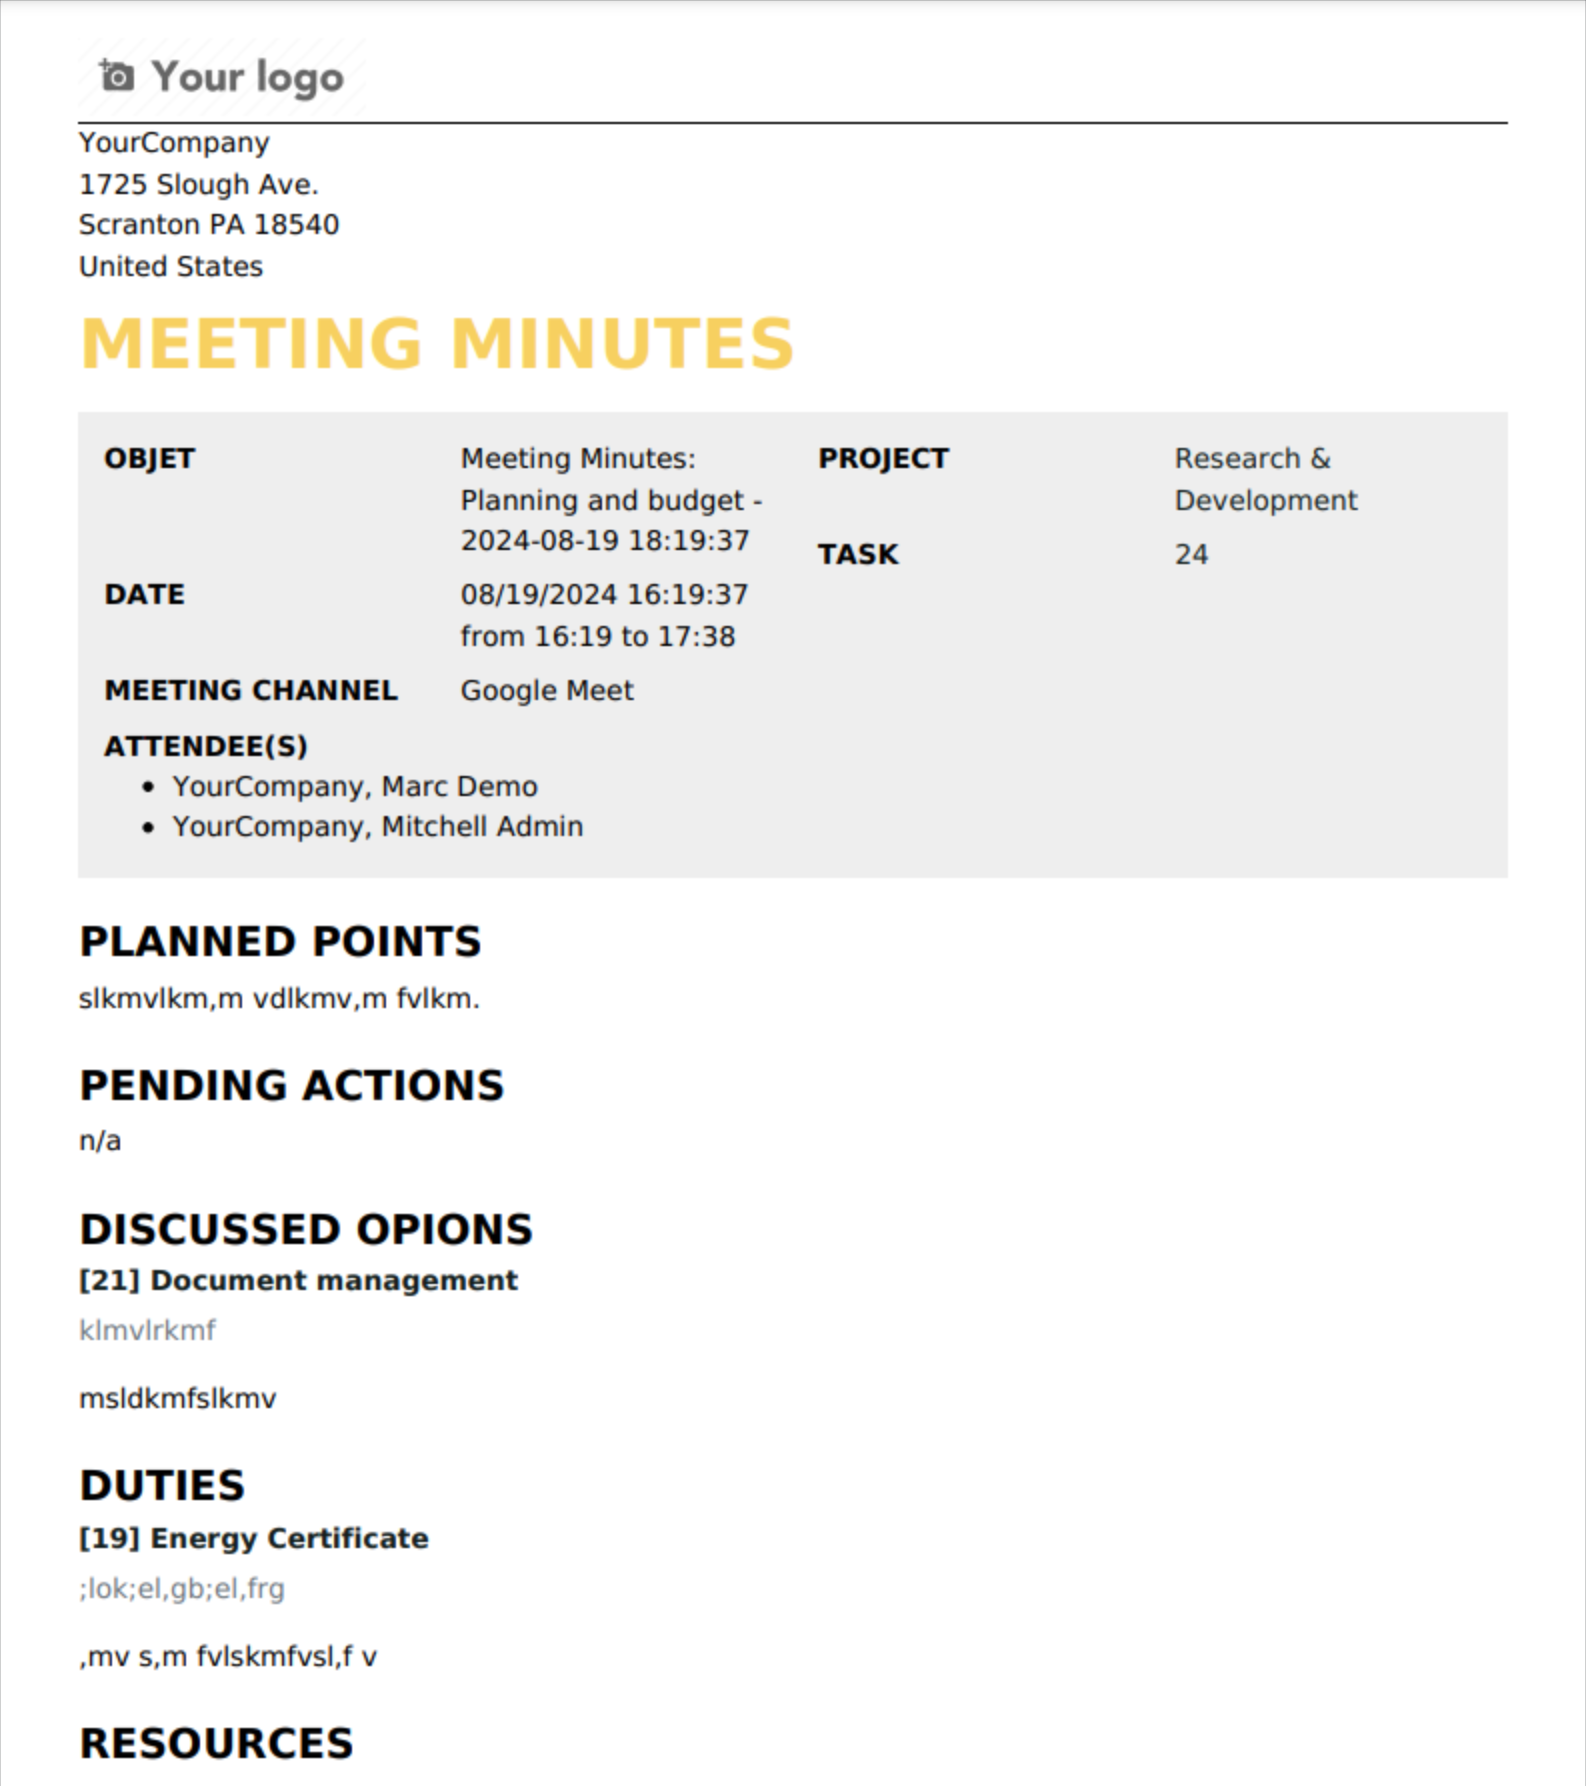 Your logo
YourCompany
1725 Slough Ave.
Scranton PA 18540
United States
MEETING MINUTES
OBJET
Meeting Minutes:
Planning and budget -
2024-08-19 18:19:37
DATE
08/19/2024 16:19:37
from 16:19 to 17:38
MEETING CHANNEL
Google Meet
PROJECT
Research &
Development
TASK
24
ATTENDEE(S)
• YourCompany, Marc Demo
• YourCompany, Mitchell Admin
PLANNED POINTS
slkmvlkm,m vdlkmv,m fvlkm.
PENDING ACTIONS
n/a
DISCUSSED OPIONS
[21] Document management
klmvlrkmf
msldkmfslkmv
DUTIES
[19] Energy Certificate
;lok;el,gb;el,frg
,mv s,m fvlskmfvsl,f v
RESOURCES